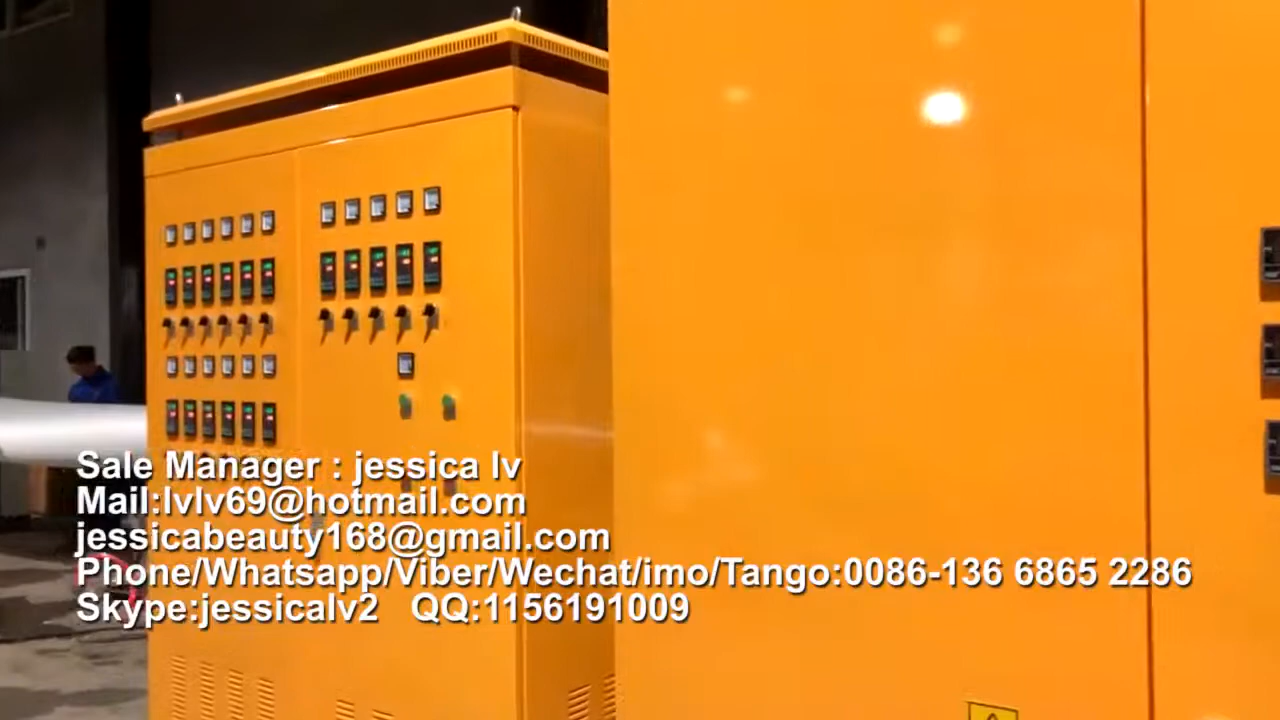 Sale Manager : jessica lv
Mail:lvlv69@hotmail.com
jessicabeauty168@gmail.com
Phone/Whatsapp/Viber/Wechat/imo/Tango:0086-136 6865 2286
Skype:jessicalv2   QQ:1156191009